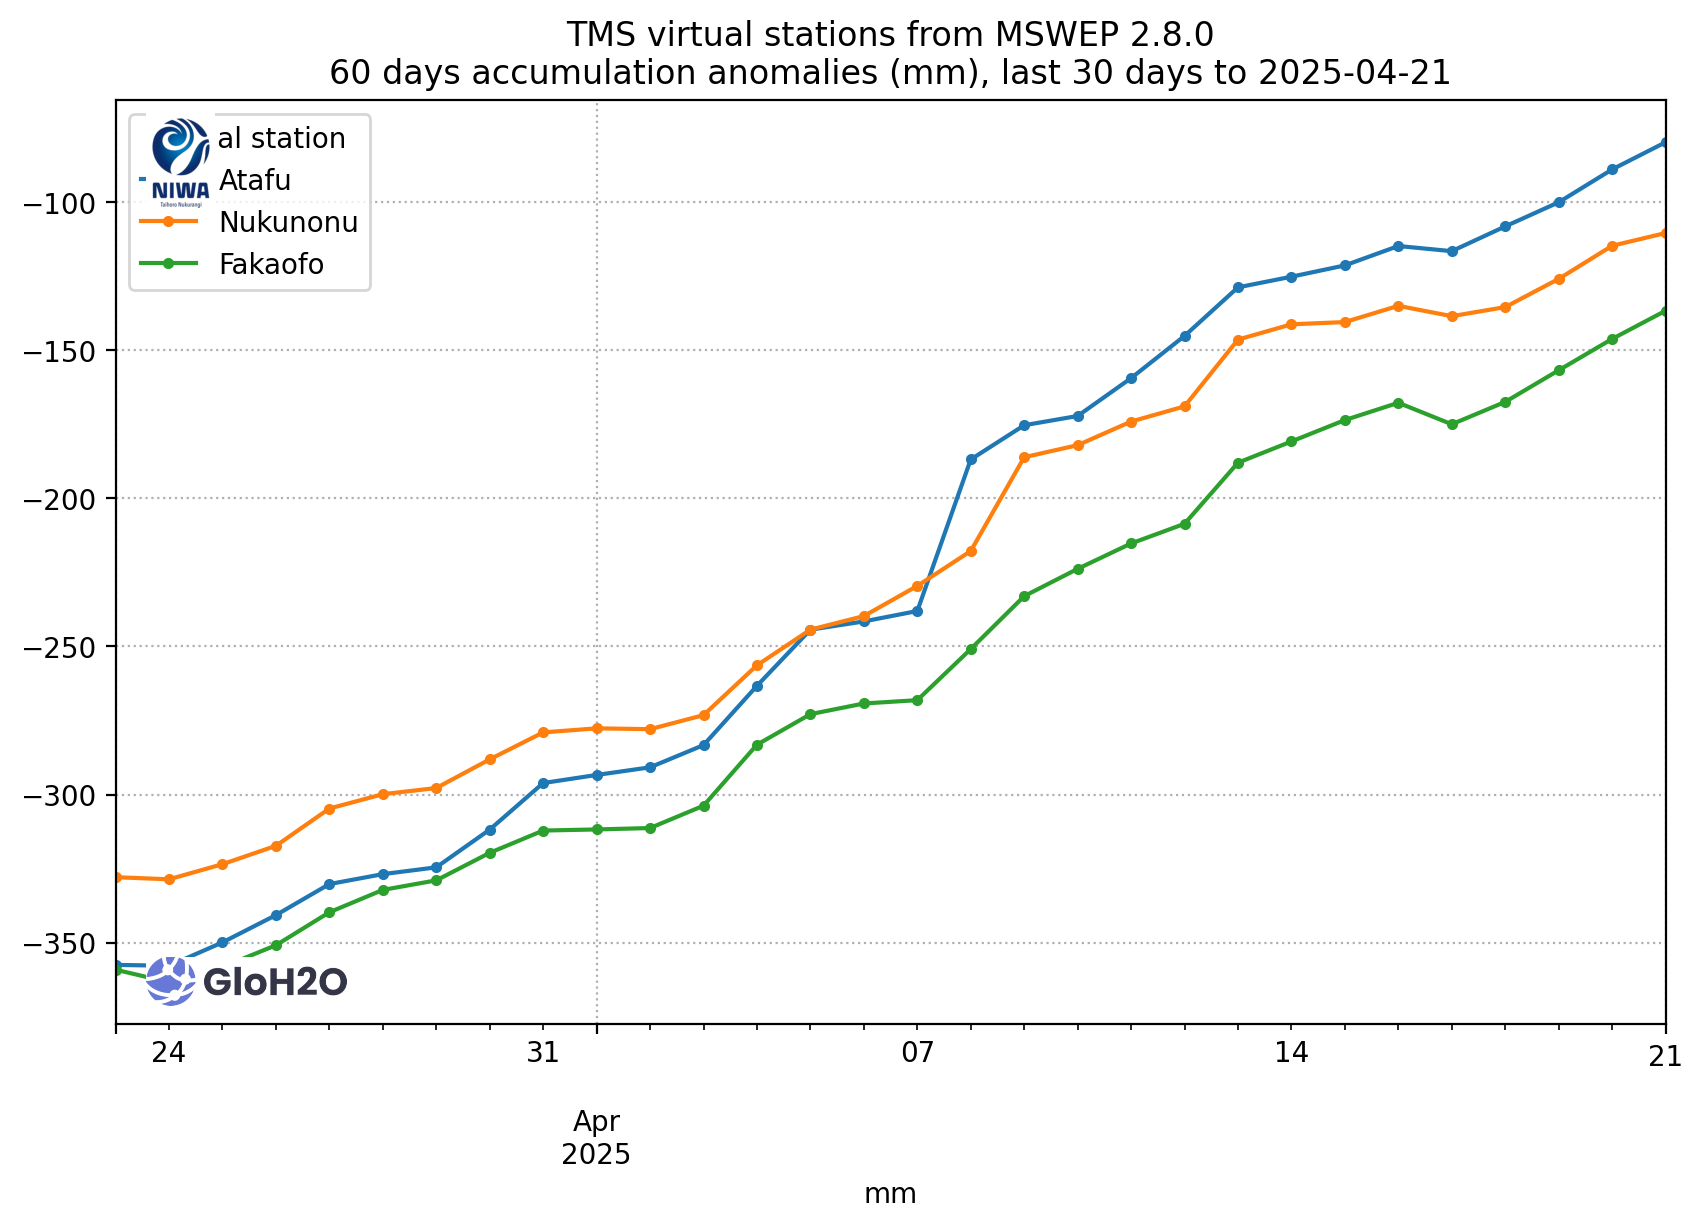 TMS virtual stations from MSWEP 2.8.0
60 days accumulation anomalies (mm), last 30 days to 2025-04-21
al station
Atafu
Nukunonu
Fakaofo
NIWA
Taihoro Nukurangi
−100
−150
−200
−250
−300
−350
GloH2O
24
31
07
14
21
Apr
2025
mm